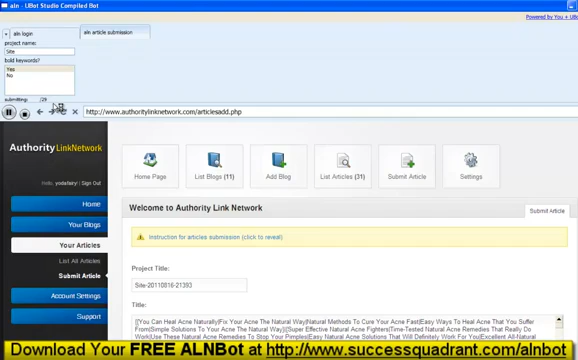 aln - UBot Studio Compiled Bot
Powered by You + UBot
aln login
aln article submission
project name:
Site
bold keywords?
Yes
No
submitting: /29
http://www.authoritylinknetwork.com/articlesadd.php
Authority LinkNetwork
Hello, yodafiery! | Sign Out
Home
Your Blogs
Your Articles
List All Articles
Submit Article
Account Settings
Support
Home Page
List Blogs (11)
Add Blog
List Articles (31)
Submit Article
Settings
Welcome to Authority Link Network
Submit Article
Instruction for articles submission (click to reveal)
Project Title:
Site-20110816-21393
Title:
{{You Can Heal Acne Naturally|Fix Your Acne The Natural Way|Natural Methods To Cure Your Acne Fast|Easy Ways To Heal Acne That You Suffer
From|Simple Solutions To Your Acne The Natural Way}|{Super Effective Natural Acne Fighters|Time-Tested Natural Acne Remedies That Really Do
Work|Use These Natural Remedies To Stop Your Pimples|Easy Natural Acne Solutions That Will Definitely Work For You|Excellent All-Natural
Download Your FREE ALNBot at http://www.successquadrant.com/alnbot